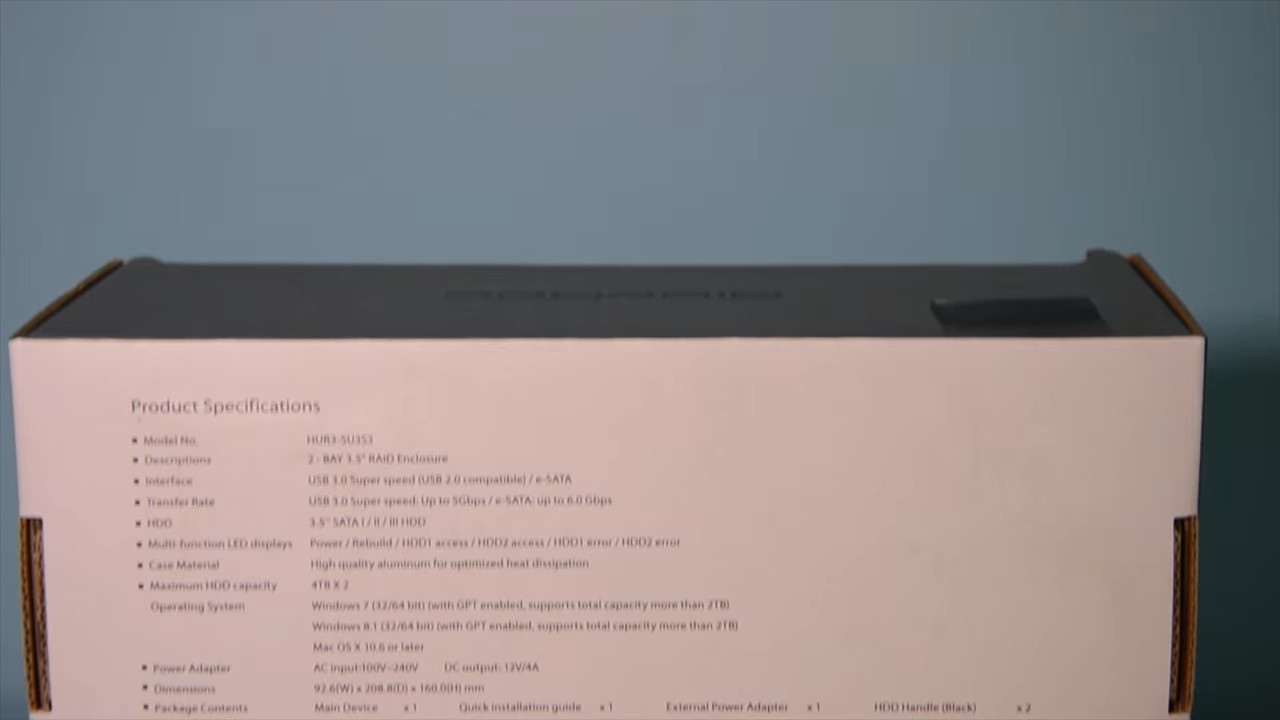 Product Specifications
▪ Model No. HUR3-SU3S3
▪ Descriptions 2 - BAY 3.5" RAID Enclosure
▪ Interface USB 3.0 Super speed (USB 2.0 compatible) / e-SATA
▪ Transfer Rate USB 3.0 Super speed: Up to 5Gbps / e-SATA: up to 6.0 Gbps
▪ HDD 3.5" SATA I / II / III HDD
▪ Multi-function LED displays Power / Rebuild / HDD1 access / HDD2 access / HDD1 error / HDD2 error
▪ Case Material High quality aluminum for optimized heat dissipation
▪ Maximum HDD capacity 4TB X 2
Operating System Windows 7 (32/64 bit) (with GPT enabled, supports total capacity more than 2TB)
Windows 8.1 (32/64 bit) (with GPT enabled, supports total capacity more than 2TB)
Mac OS X 10.6 or later
▪ Power Adapter AC input:100V~240V DC output: 12V/4A
▪ Dimensions 92.6(W) x 208.8(D) x 160.0(H) mm
▪ Package Contents Main Device x 1 Quick installation guide x 1 External Power Adapter x 1 HDD Handle (Black) x 2